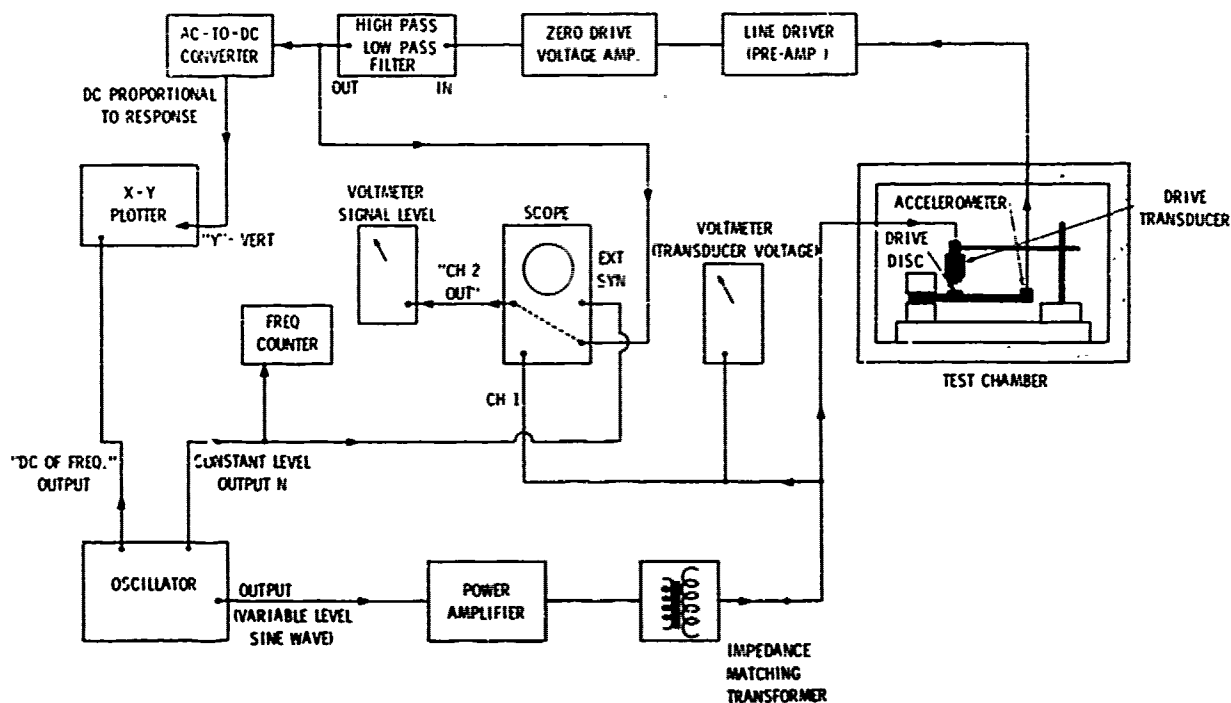 AC-TO-DC
CONVERTER
HIGH PASS
LOW PASS
FILTER
OUT
IN
ZERO DRIVE
VOLTAGE AMP.
LINE DRIVER
(PRE-AMP )
DC PROPORTIONAL
TO RESPONSE
X-Y
PLOTTER
"Y"- VERT
VOLTMETER
SIGNAL LEVEL
SCOPE
EXT
SYN
"CH 2
OUT"
VOLTMETER
(TRANSDUCER VOLTAGE)
ACCELEROMETER
DRIVE
DISC
DRIVE
TRANSDUCER
TEST CHAMBER
FREQ
COUNTER
CH 1
"DC OF FREQ."
OUTPUT
CONSTANT LEVEL
OUTPUT N
OSCILLATOR
OUTPUT
(VARIABLE LEVEL
SINE WAVE)
POWER
AMPLIFIER
IMPEDANCE
MATCHING
TRANSFORMER